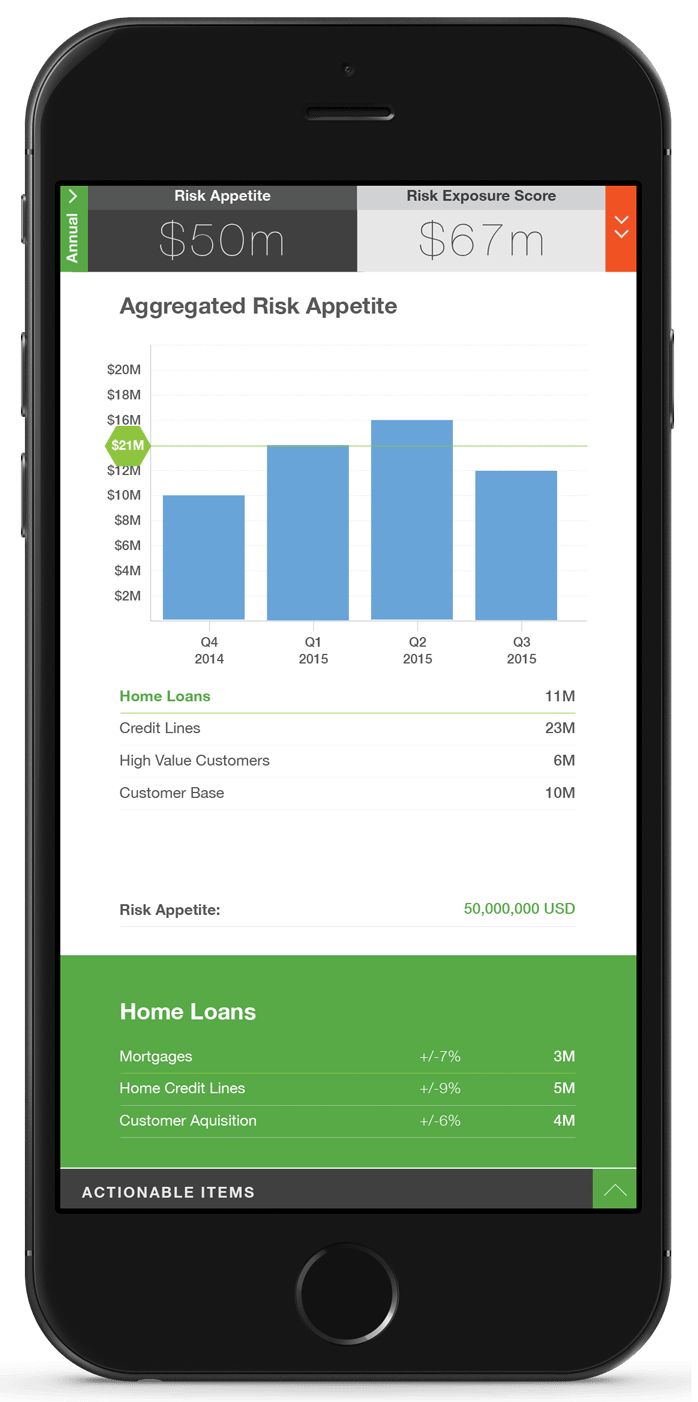 Annual
Risk Appetite
$50m
Risk Exposure Score
$67m
Aggregated Risk Appetite
$20M
$18M
$16M
$21M
$12M
$10M
$8M
$6M
$4M
$2M
Q4 Q1 Q2 Q3
2014 2015 2015 2015
Home Loans 11M
Credit Lines 23M
High Value Customers 6M
Customer Base 10M
Risk Appetite: 50,000,000 USD
Home Loans
Mortgages +/-7% 3M
Home Credit Lines +/-9% 5M
Customer Aquisition +/-6% 4M
ACTIONABLE ITEMS